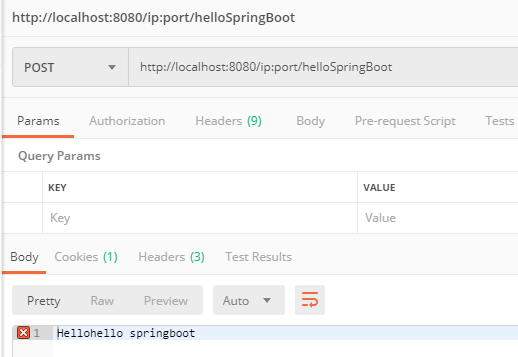 http://localhost:8080/ip:port/helloSpringBoot
POST http://localhost:8080/ip:port/helloSpringBoot
Params Authorization Headers (9) Body Pre-request Script Tests
Query Params
KEY VALUE
Key Value
Body Cookies (1) Headers (3) Test Results
Pretty Raw Preview Auto
1 Hellohello springboot